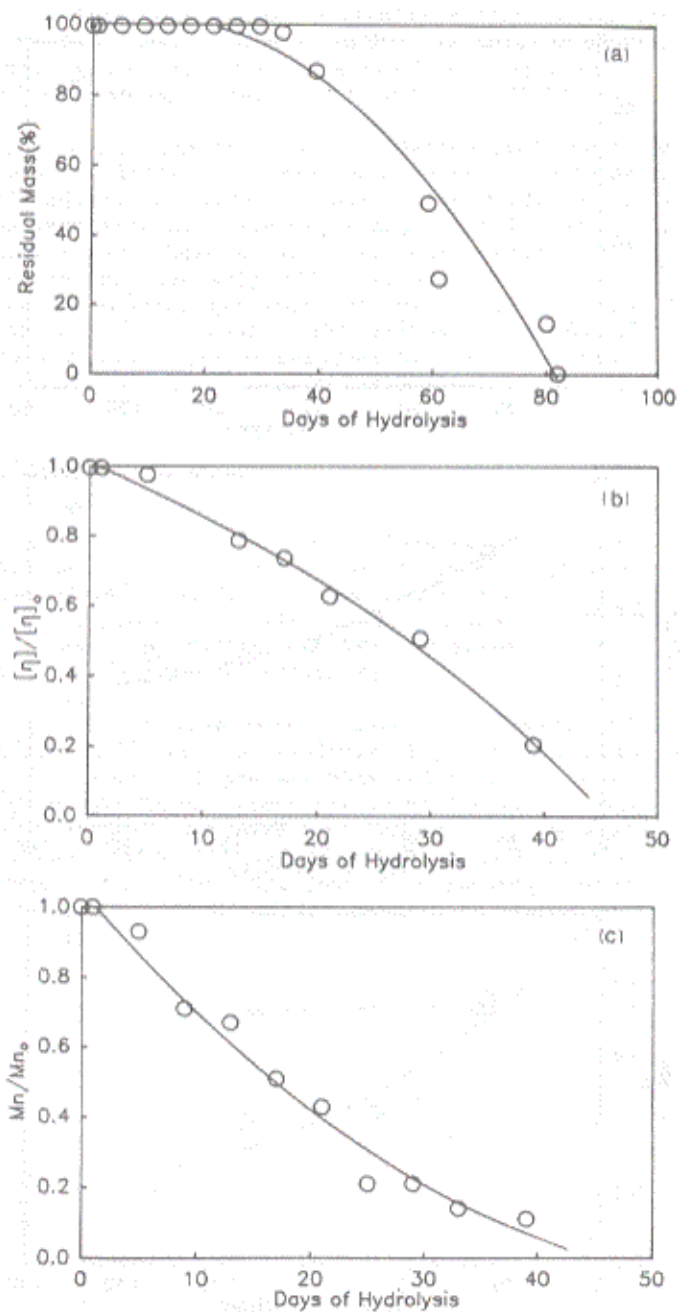 100
80
60
40
20
0
Residual Mass(%)
(a)
0 20 40 60 80 100
Days of Hydrolysis
1.0
0.8
0.6
0.4
0.2
0.0
[η]/[η]₀
(b)
0 10 20 30 40 50
Days of Hydrolysis
1.0
0.8
0.6
0.4
0.2
0.0
Mn/Mn₀
(c)
0 10 20 30 40 50
Days of Hydrolysis